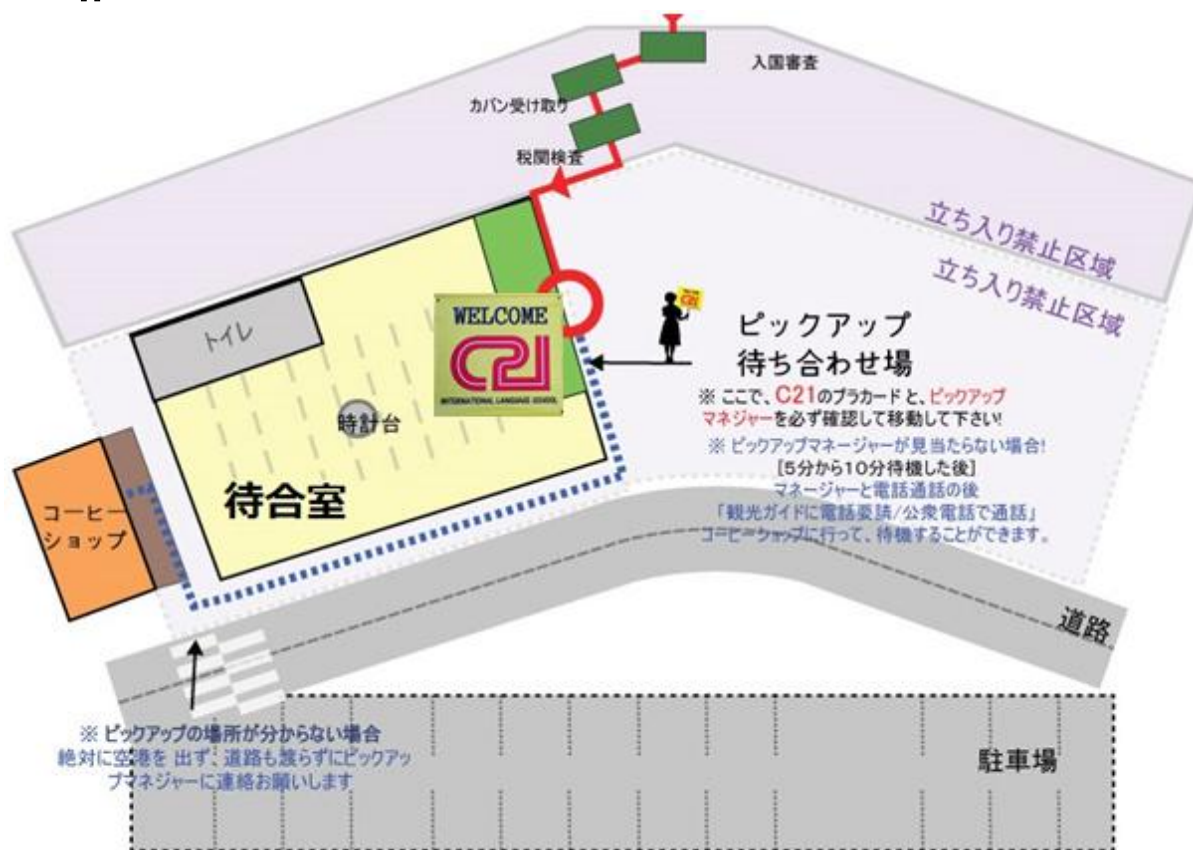 入国審査
カバン受け取り
税関検査
立ち入り禁止区域
立ち入り禁止区域
トイレ
WELCOME
C21
INTERNATIONAL LANGUAGE SCHOOL
C21
ピックアップ
待ち合わせ場
※ ここで、C21のプラカードと、ピックアップ
マネジャーを必ず確認して移動して下さい!
※ ピックアップマネージャーが見当たらない場合!
[5分から10分待機した後]
マネージャーと電話通話の後
「観光ガイドに電話要請/公衆電話で通話」
コーヒーショップに行って、待機することができます。
時計台
待合室
コーヒー
ショップ
道路
※ ピックアップの場所が分からない場合
絶対に空港を 出ず、道路も渡らずにピックアッ
プマネジャーに連絡お願いします
駐車場